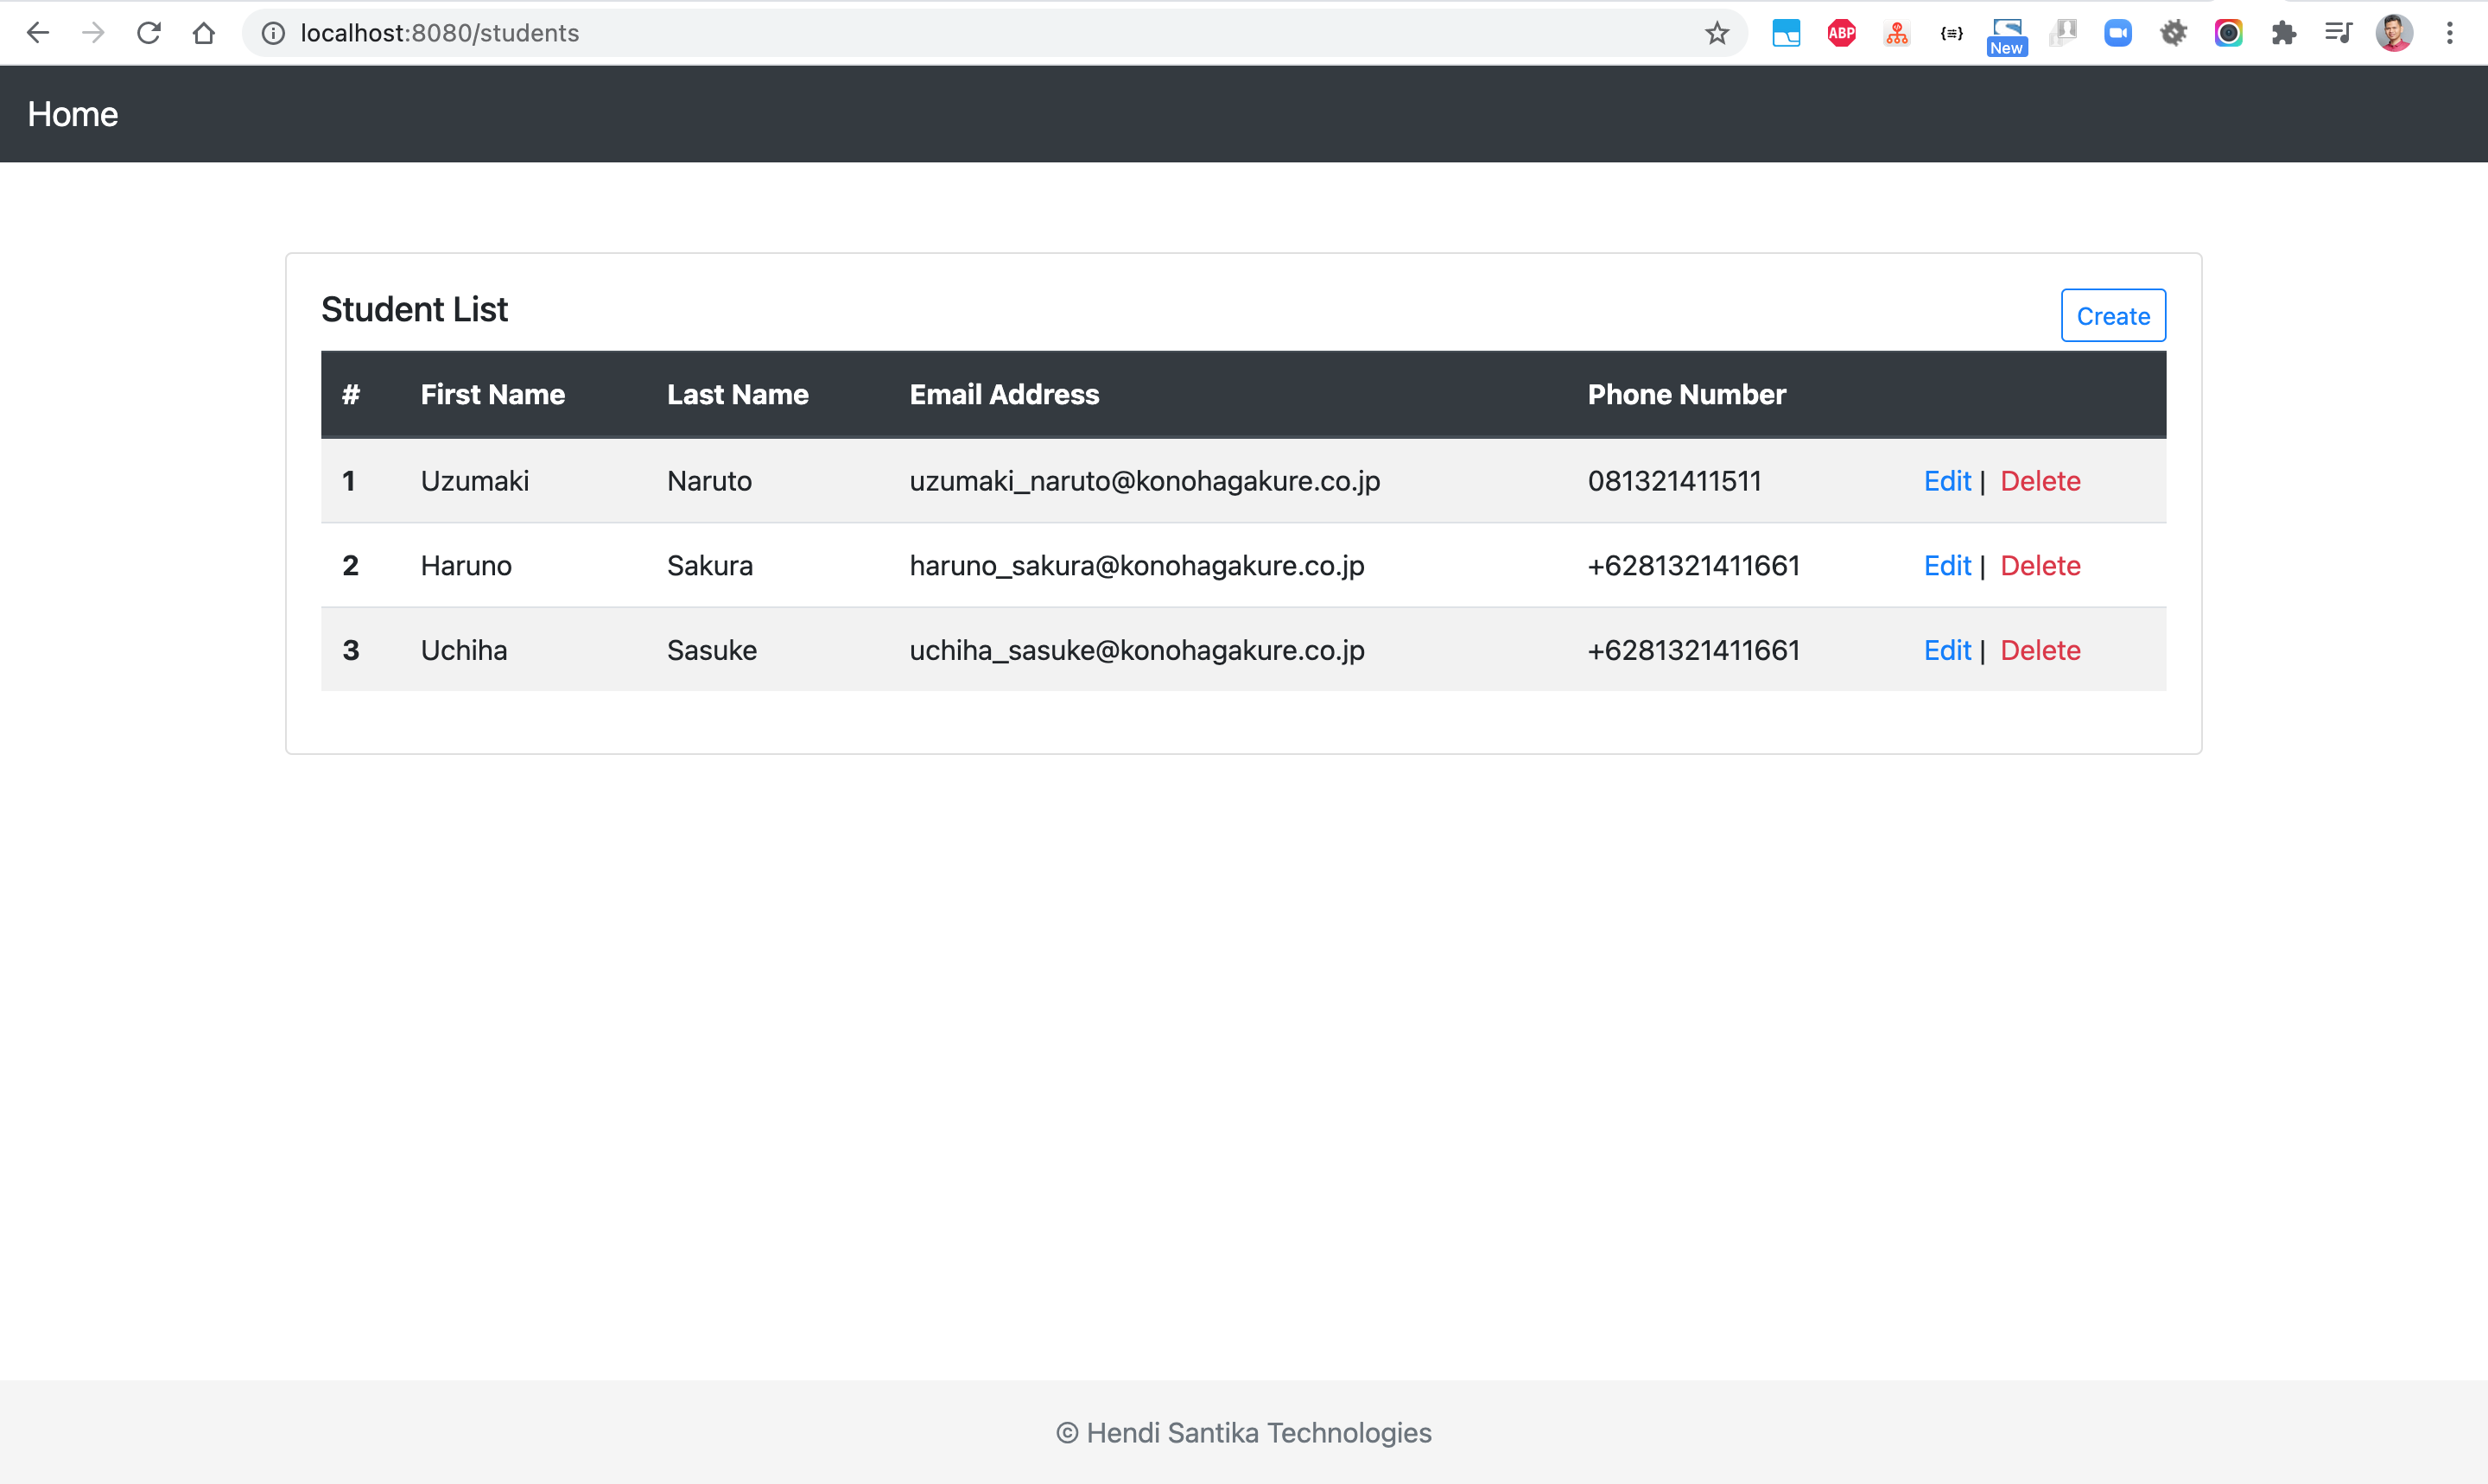 localhost:8080/students
ABP
{≡}
New
Home
Student List
Create
# First Name Last Name Email Address Phone Number
1 Uzumaki Naruto uzumaki_naruto@konohagakure.co.jp 081321411511 Edit | Delete
2 Haruno Sakura haruno_sakura@konohagakure.co.jp +6281321411661 Edit | Delete
3 Uchiha Sasuke uchiha_sasuke@konohagakure.co.jp +6281321411661 Edit | Delete
© Hendi Santika Technologies